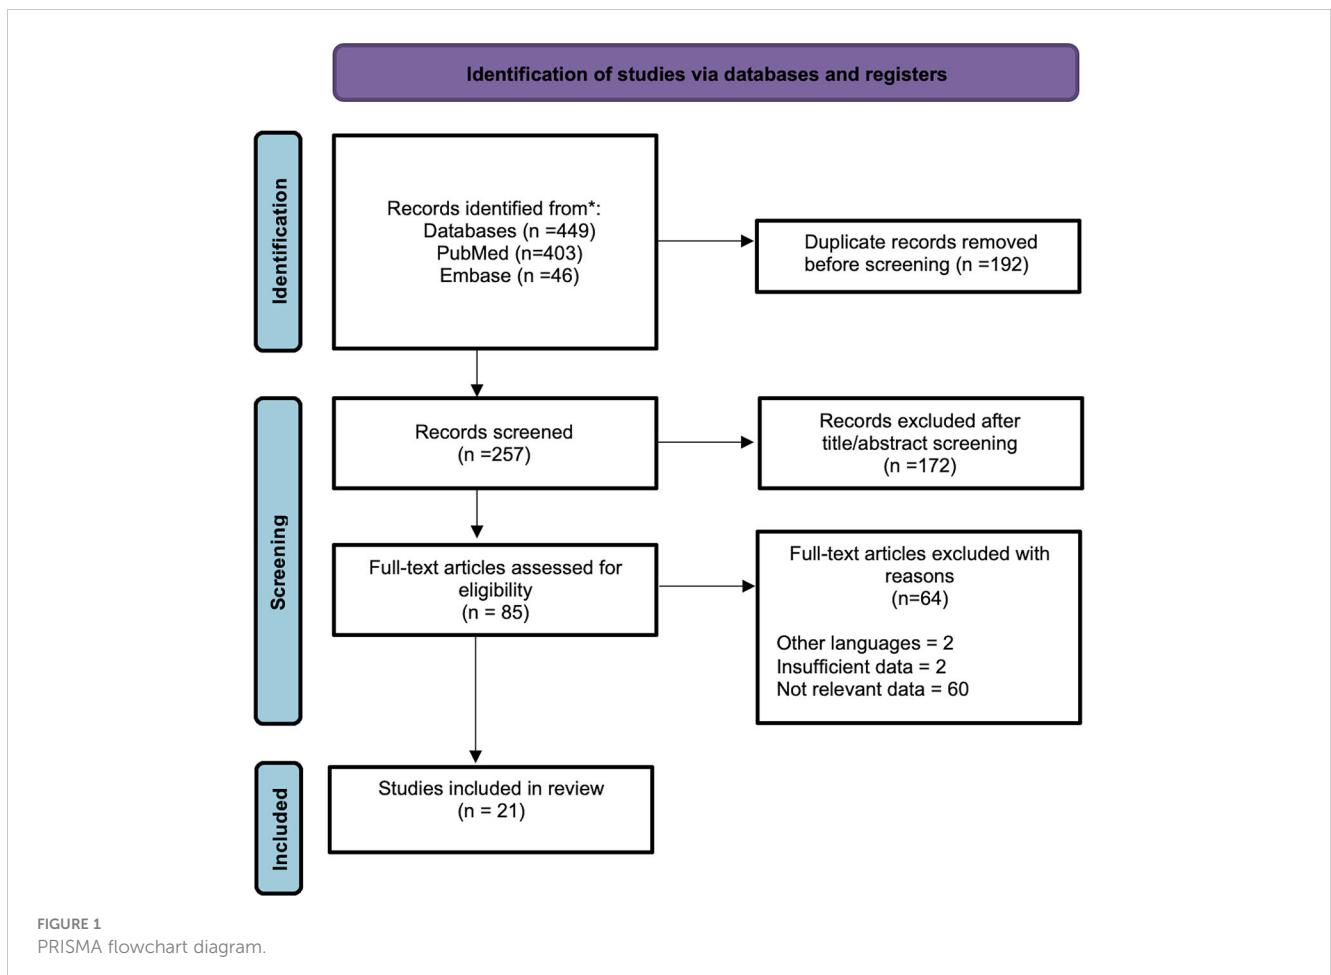 Identification of studies via databases and registers
Identification
Records identified from*:
Databases (n =449)
PubMed (n=403)
Embase (n =46)
Duplicate records removed
before screening (n =192)
Screening
Records screened
(n =257)
Records excluded after
title/abstract screening
(n =172)
Full-text articles assessed for
eligibility
(n = 85)
Full-text articles excluded with
reasons
(n=64)
Other languages = 2
Insufficient data = 2
Not relevant data = 60
Included
Studies included in review
(n = 21)
FIGURE 1
PRISMA flowchart diagram.